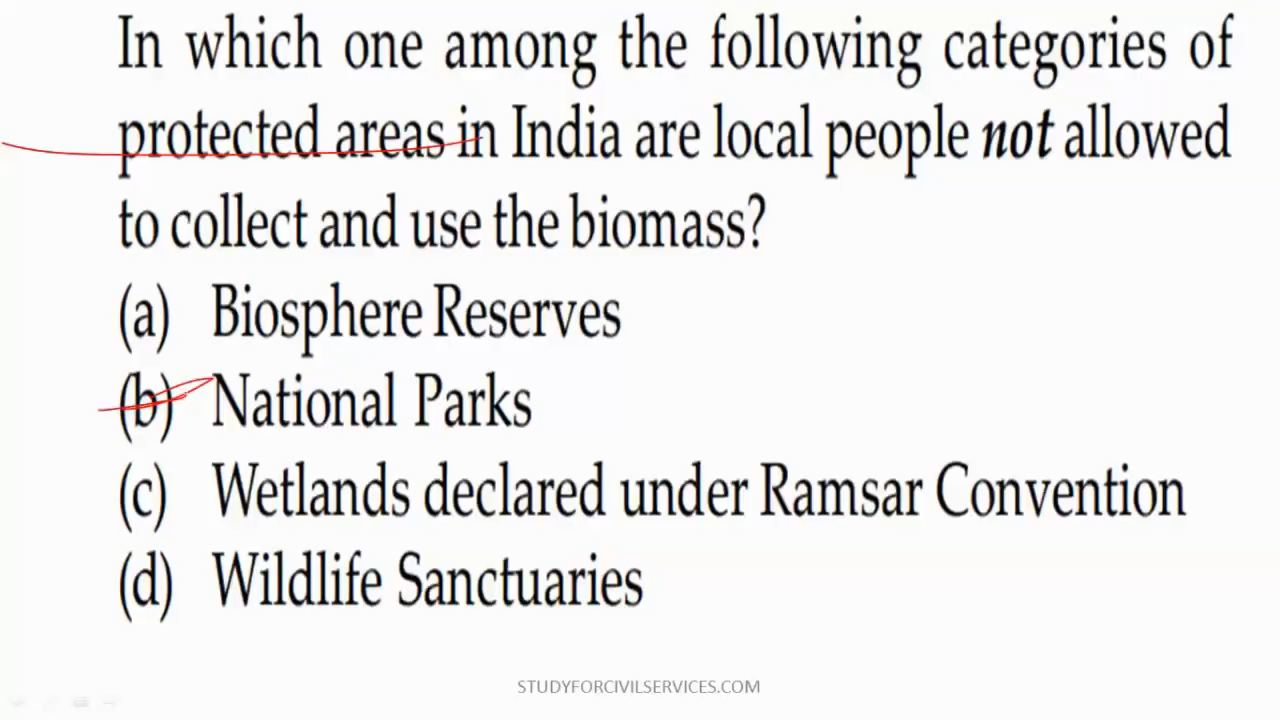 In which one among the following categories of
protected areas in India are local people not allowed
to collect and use the biomass?
(a) Biosphere Reserves
(b) National Parks
(c) Wetlands declared under Ramsar Convention
(d) Wildlife Sanctuaries
STUDYFORCIVILSERVICES.COM